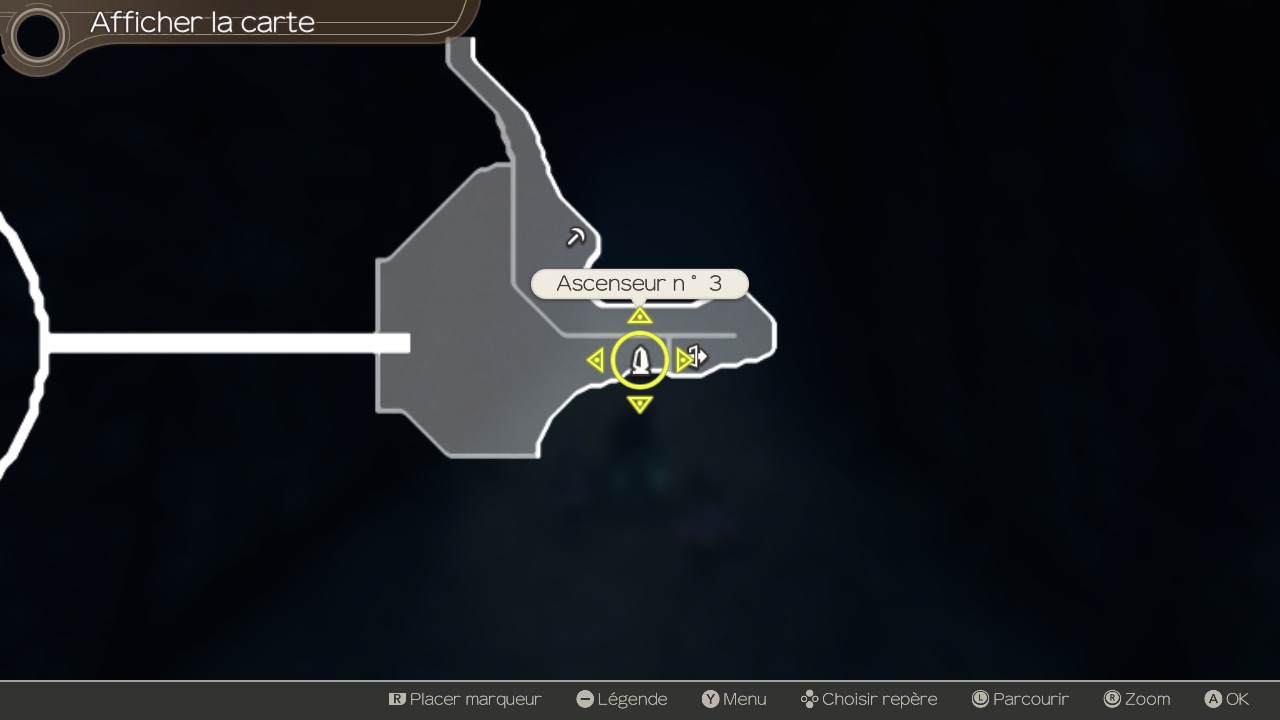 Afficher la carte
Ascenseur n° 3
R Placer marqueur
Légende
Y Menu
Choisir repère
L Parcourir
R Zoom
A OK